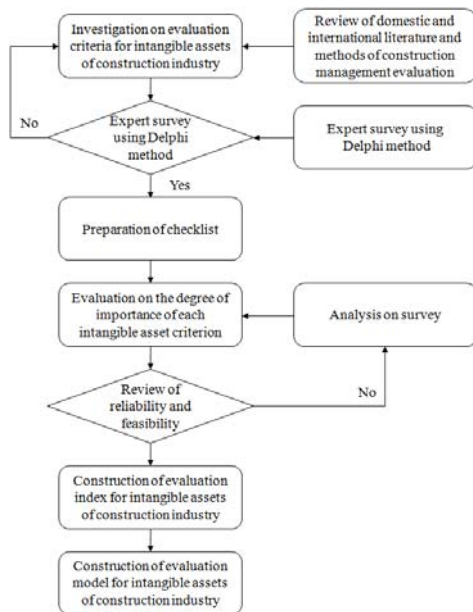 Investigation on evaluation
criteria for intangible assets
of construction industry
Review of domestic and
international literature and
methods of construction
management evaluation
No
Expert survey
using Delphi
method
Expert survey using
Delphi method
Yes
Preparation of checklist
Evaluation on the degree of
importance of each
intangible asset criterion
Analysis on survey
Review of
reliability and
feasibility
No
Construction of evaluation
index for intangible assets
of construction industry
Construction of evaluation
model for intangible assets
of construction industry